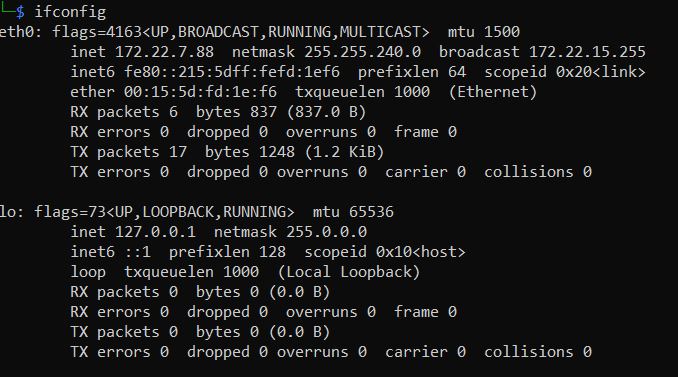 └─$ ifconfig
eth0: flags=4163<UP,BROADCAST,RUNNING,MULTICAST>  mtu 1500
        inet 172.22.7.88  netmask 255.255.240.0  broadcast 172.22.15.255
        inet6 fe80::215:5dff:fefd:1ef6  prefixlen 64  scopeid 0x20<link>
        ether 00:15:5d:fd:1e:f6  txqueuelen 1000  (Ethernet)
        RX packets 6  bytes 837 (837.0 B)
        RX errors 0  dropped 0  overruns 0  frame 0
        TX packets 17  bytes 1248 (1.2 KiB)
        TX errors 0  dropped 0 overruns 0  carrier 0  collisions 0

lo: flags=73<UP,LOOPBACK,RUNNING>  mtu 65536
        inet 127.0.0.1  netmask 255.0.0.0
        inet6 ::1  prefixlen 128  scopeid 0x10<host>
        loop  txqueuelen 1000  (Local Loopback)
        RX packets 0  bytes 0 (0.0 B)
        RX errors 0  dropped 0  overruns 0  frame 0
        TX packets 0  bytes 0 (0.0 B)
        TX errors 0  dropped 0 overruns 0  carrier 0  collisions 0